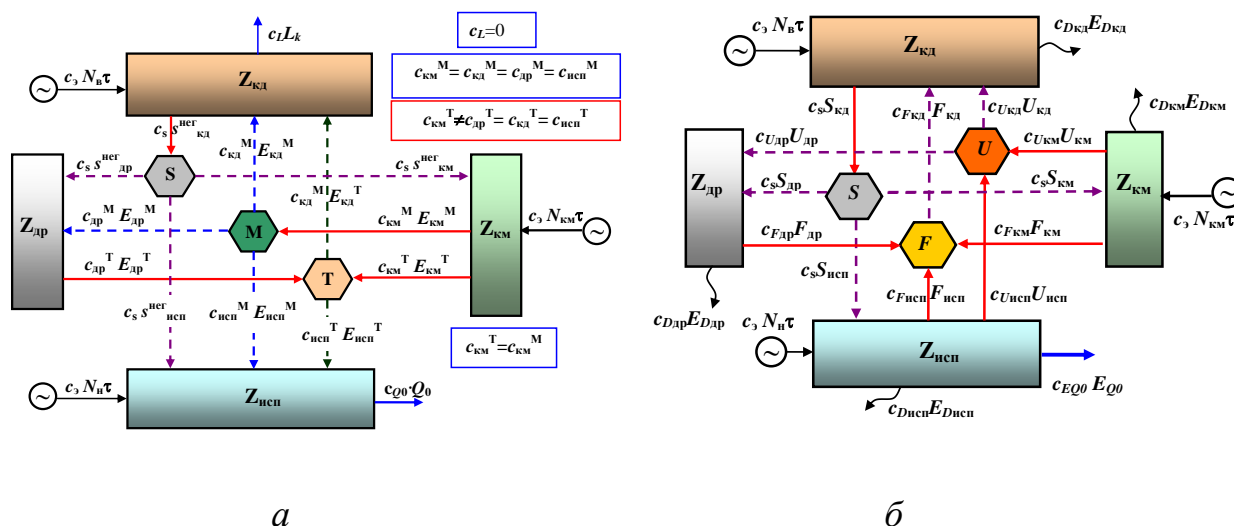 c_L L_k
c_L=0
c_э N_в τ
Z_кд
c_км^M = c_кд^M = c_др^M = c_исп^M
c_км^T ≠ c_др^T = c_кд^T = c_исп^T
c_s s^нег_кд
c_кд^M E_кд^M
c_s s^нег_др
S
c_s s^нег_км
c_кд^M E_кд^T
Z_др
c_др^M E_др^M
M
c_км^M E_км^M
Z_км
c_э N_км τ
c_др^T E_др^T
T
c_км^T E_км^T
c_s s^нег_исп
c_исп^M E_исп^M
c_исп^T E_исп^T
c_км^T = c_км^M
c_э N_н τ
Z_исп
c_Q0·Q_0
а
c_э N_в τ
Z_кд
c_Dкд E_Dкд
c_s S_кд
c_Fкд F_кд
c_Uкд U_кд
c_Dкм E_Dкм
c_Uдр U_др
U
c_Uкм U_км
Z_др
c_s S_др
S
c_s S_км
Z_км
c_э N_км τ
c_Fдр F_др
F
c_Fкм F_км
c_s S_исп
c_Fисп F_исп
c_Uисп U_исп
c_Dдр E_Dдр
c_э N_н τ
Z_исп
c_EQ0 E_Q0
c_Dисп E_Dисп
б